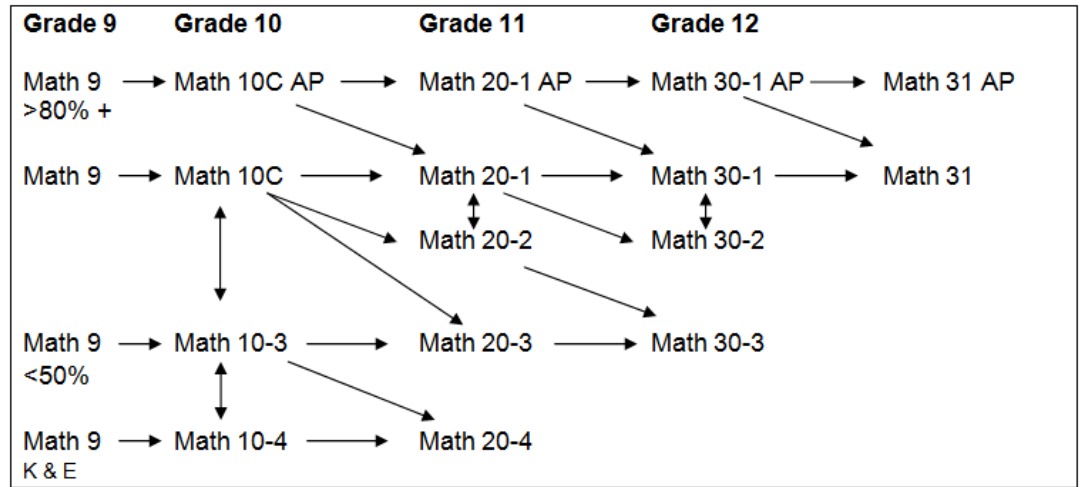 Grade 9 Grade 10 Grade 11 Grade 12
Math 9 Math 10C AP Math 20-1 AP Math 30-1 AP Math 31 AP
>80% +
Math 9 Math 10C Math 20-1 Math 30-1 Math 31
Math 20-2 Math 30-2
Math 9 Math 10-3 Math 20-3 Math 30-3
<50%
Math 9 Math 10-4 Math 20-4
K & E